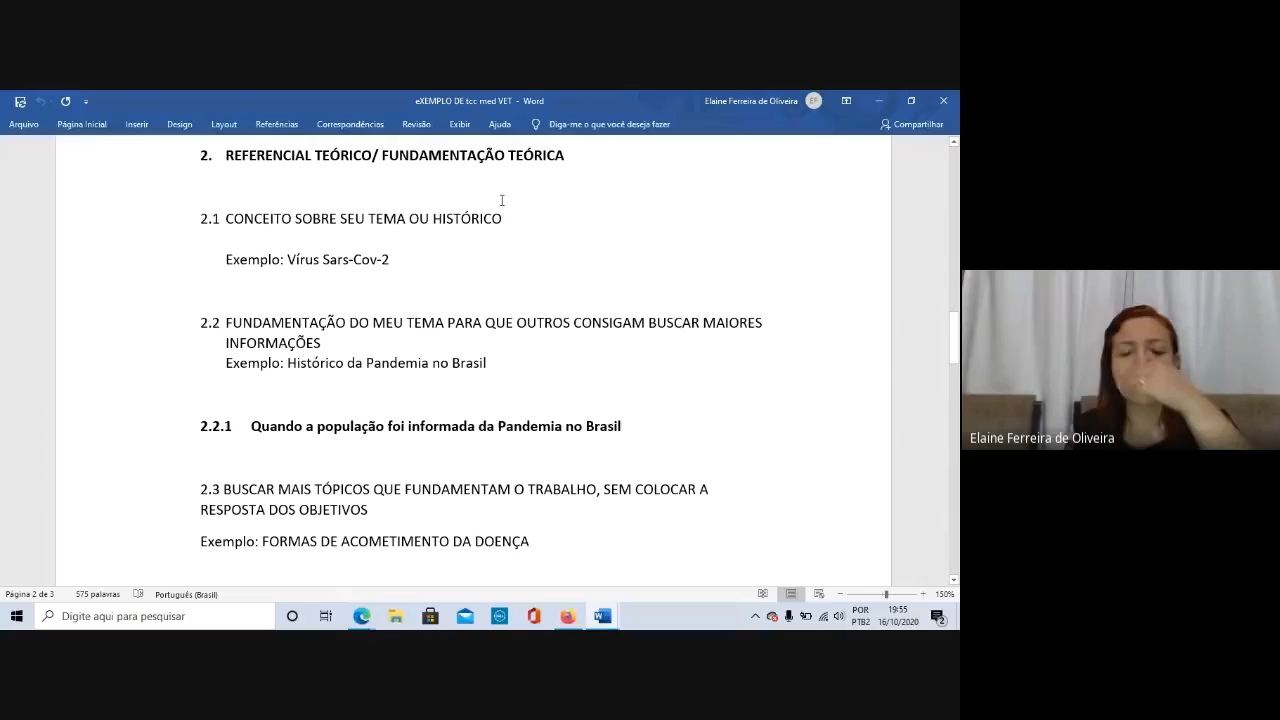 eXEMPLO DE tcc med VET - Word
Elaine Ferreira de Oliveira
EF
Arquivo
Página Inicial
Inserir
Design
Layout
Referências
Correspondências
Revisão
Exibir
Ajuda
Diga-me o que você deseja fazer
Compartilhar
2. REFERENCIAL TEÓRICO/ FUNDAMENTAÇÃO TEÓRICA
2.1 CONCEITO SOBRE SEU TEMA OU HISTÓRICO
Exemplo: Vírus Sars-Cov-2
2.2 FUNDAMENTAÇÃO DO MEU TEMA PARA QUE OUTROS CONSIGAM BUSCAR MAIORES
INFORMAÇÕES
Exemplo: Histórico da Pandemia no Brasil
2.2.1 Quando a população foi informada da Pandemia no Brasil
2.3 BUSCAR MAIS TÓPICOS QUE FUNDAMENTAM O TRABALHO, SEM COLOCAR A
RESPOSTA DOS OBJETIVOS
Exemplo: FORMAS DE ACOMETIMENTO DA DOENÇA
Elaine Ferreira de Oliveira
Página 2 de 3
575 palavras
Português (Brasil)
150%
Digite aqui para pesquisar
POR
PTB2
19:55
16/10/2020
2